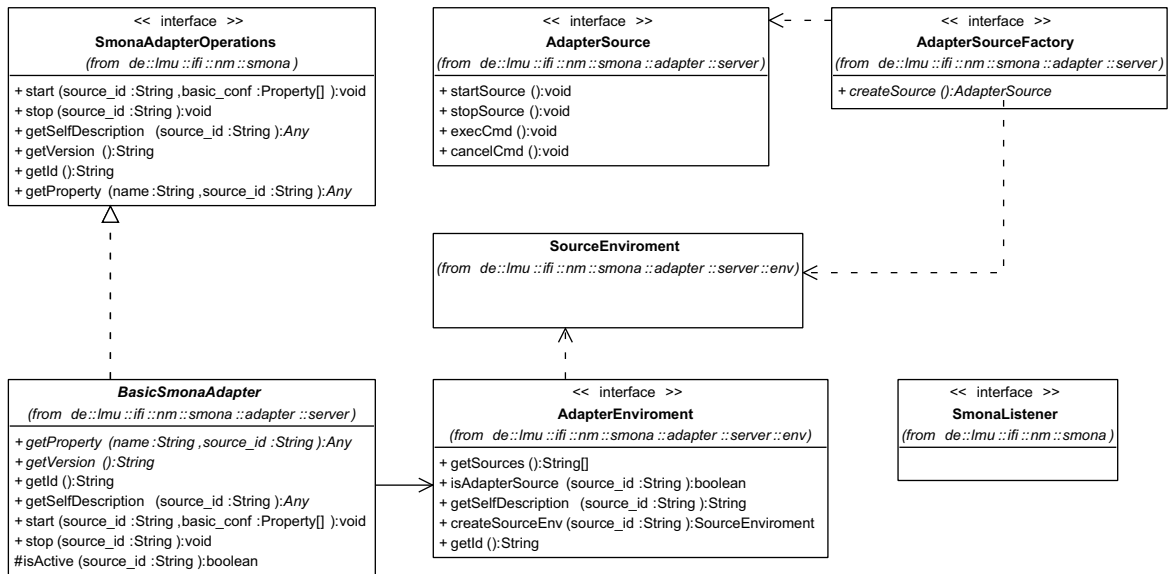 << interface >>
SmonaAdapterOperations
(from de::lmu::ifi::nm::smona)
+ start (source_id :String ,basic_conf :Property[] ):void
+ stop (source_id :String ):void
+ getSelfDescription (source_id :String ):Any
+ getVersion ():String
+ getId ():String
+ getProperty (name :String ,source_id :String ):Any
<< interface >>
AdapterSource
(from de::lmu::ifi::nm::smona::adapter::server)
+ startSource ():void
+ stopSource ():void
+ execCmd ():void
+ cancelCmd ():void
<< interface >>
AdapterSourceFactory
(from de::lmu::ifi::nm::smona::adapter::server)
+ createSource ():AdapterSource
SourceEnviroment
(from de::lmu::ifi::nm::smona::adapter::server::env)
BasicSmonaAdapter
(from de::lmu::ifi::nm::smona::adapter::server)
+ getProperty (name :String ,source_id :String ):Any
+ getVersion ():String
+ getId ():String
+ getSelfDescription (source_id :String ):Any
+ start (source_id :String ,basic_conf :Property[] ):void
+ stop (source_id :String ):void
#isActive (source_id :String ):boolean
<< interface >>
AdapterEnviroment
(from de::lmu::ifi::nm::smona::adapter::server::env)
+ getSources ():String[]
+ isAdapterSource (source_id :String ):boolean
+ getSelfDescription (source_id :String ):String
+ createSourceEnv (source_id :String ):SourceEnviroment
+ getId ():String
<< interface >>
SmonaListener
(from de::lmu::ifi::nm::smona)